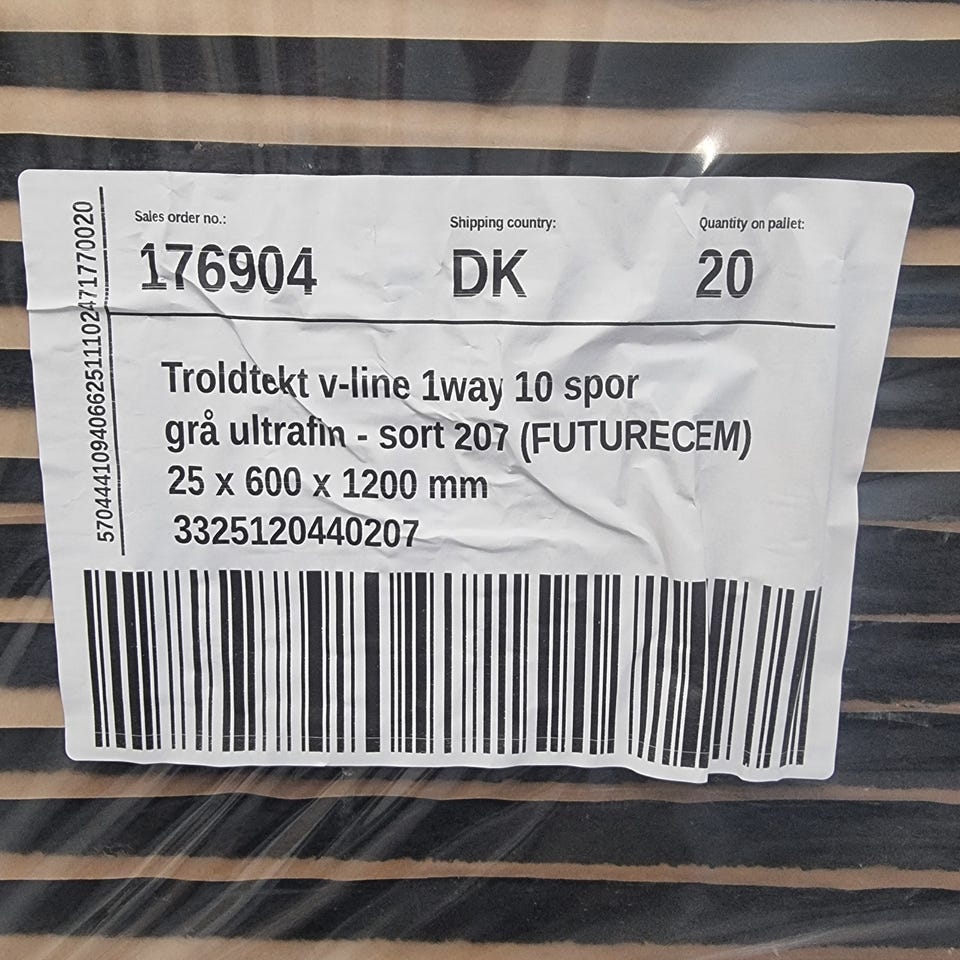 Sales order no.:
176904
Shipping country:
DK
Quantity on pallet:
20
Troldtekt v-line 1way 10 spor
grå ultrafin - sort 207 (FUTURECEM)
25 x 600 x 1200 mm
3325120440207
57044410940662511102471770020